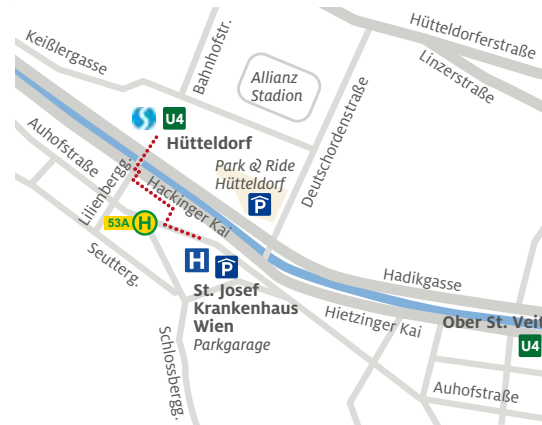 Hütteldorferstraße
Linzerstraße
Keißlergasse
Bahnhofstr.
Allianz
Stadion
Deutschordenstraße
U4
Hütteldorf
Auhofstraße
Park & Ride
Hütteldorf
P
Lilienbergg.
Hackinger Kai
53A H
Seutterg.
H P
St. Josef
Krankenhaus
Wien
Parkgarage
Hadikgasse
Hietzinger Kai
Ober St. Veit
U4
Schlossbergg.
Auhofstraße